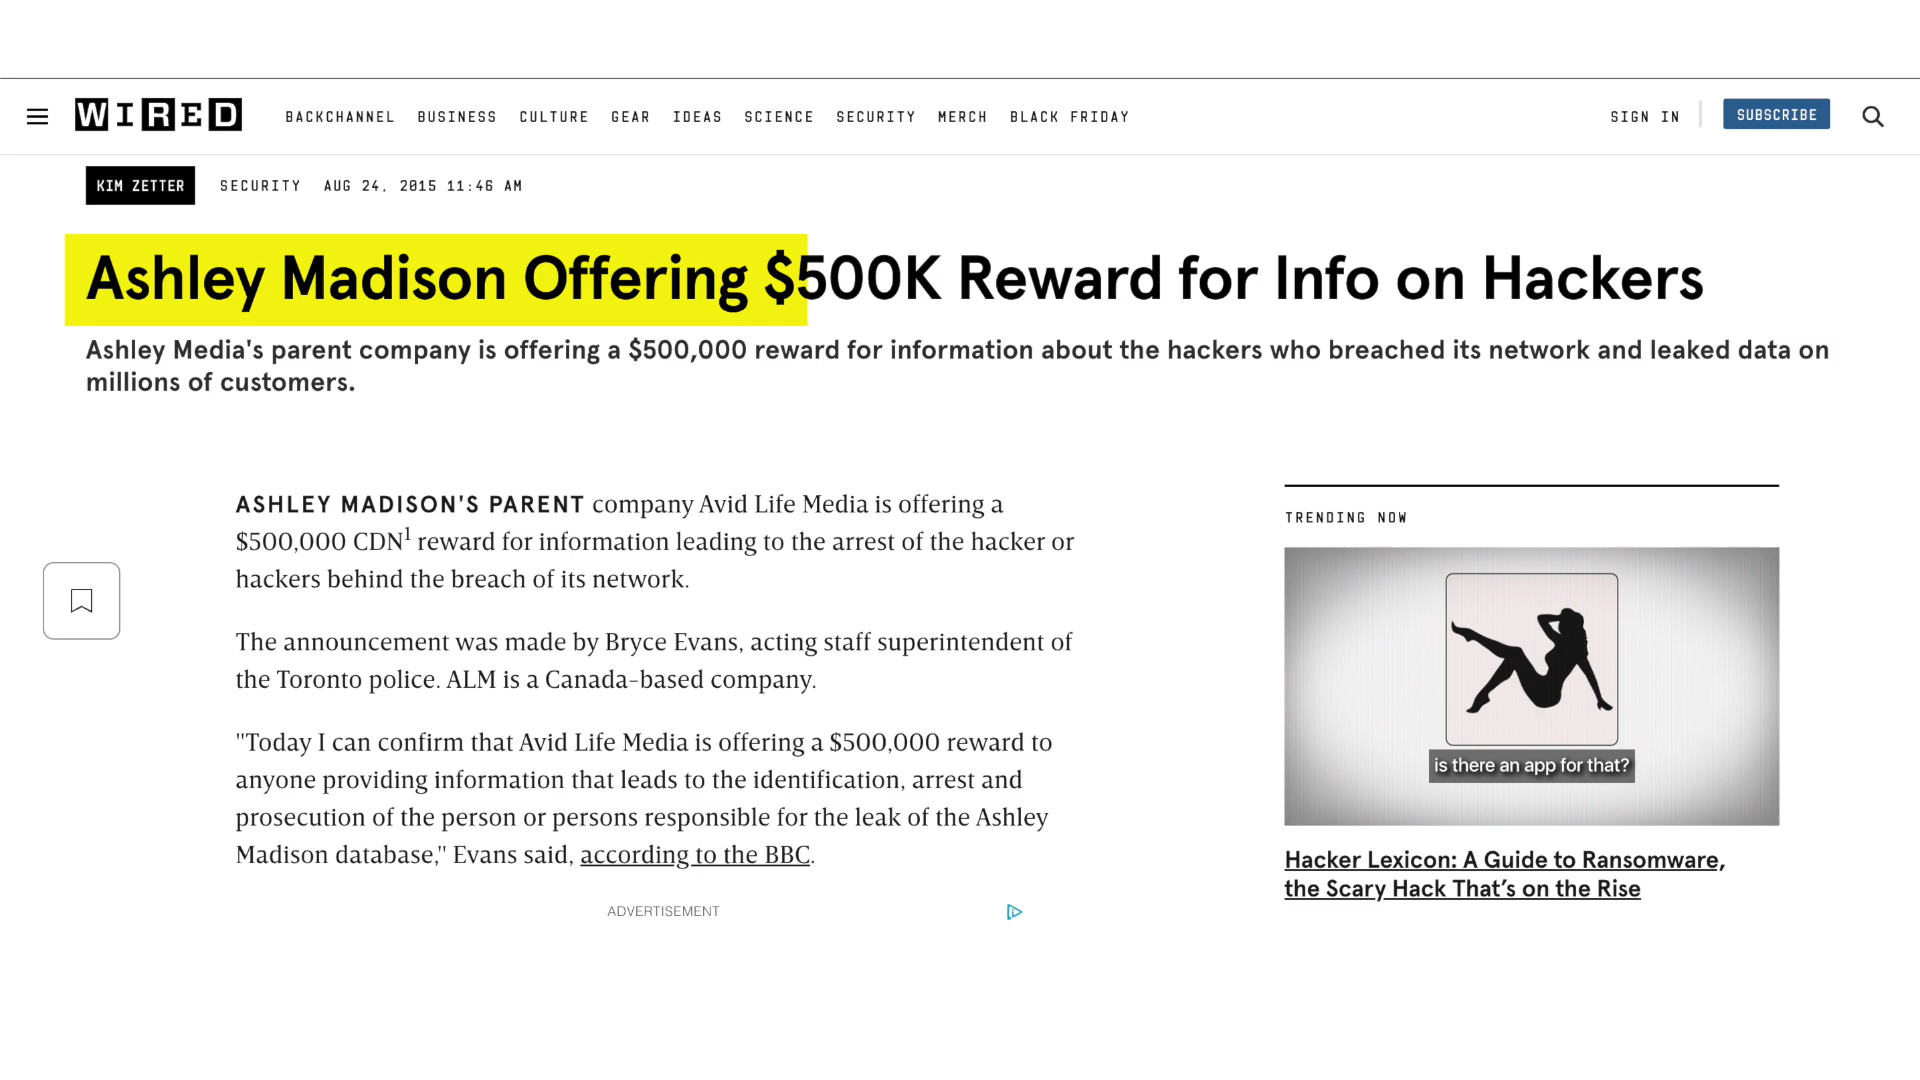 WIRED
BACKCHANNEL BUSINESS CULTURE GEAR IDEAS SCIENCE SECURITY MERCH BLACK FRIDAY
SIGN IN
SUBSCRIBE
KIM ZETTER
SECURITY
AUG 24, 2015 11:46 AM
Ashley Madison Offering $500K Reward for Info on Hackers
Ashley Media's parent company is offering a $500,000 reward for information about the hackers who breached its network and leaked data on
millions of customers.
ASHLEY MADISON'S PARENT company Avid Life Media is offering a
$500,000 CDN1 reward for information leading to the arrest of the hacker or
hackers behind the breach of its network.
The announcement was made by Bryce Evans, acting staff superintendent of
the Toronto police. ALM is a Canada-based company.
"Today I can confirm that Avid Life Media is offering a $500,000 reward to
anyone providing information that leads to the identification, arrest and
prosecution of the person or persons responsible for the leak of the Ashley
Madison database," Evans said, according to the BBC.
ADVERTISEMENT
TRENDING NOW
is there an app for that?
Hacker Lexicon: A Guide to Ransomware,
the Scary Hack That’s on the Rise